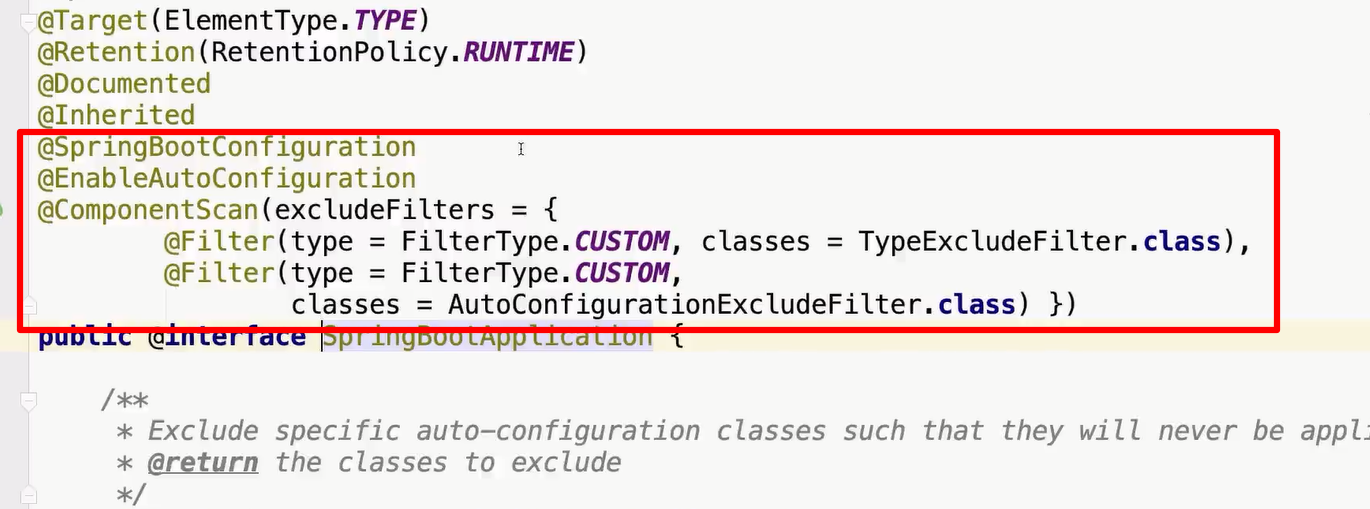 @Target(ElementType.TYPE)
@Retention(RetentionPolicy.RUNTIME)
@Documented
@Inherited
@SpringBootConfiguration
@EnableAutoConfiguration
@ComponentScan(excludeFilters = {
@Filter(type = FilterType.CUSTOM, classes = TypeExcludeFilter.class),
@Filter(type = FilterType.CUSTOM,
classes = AutoConfigurationExcludeFilter.class) })
public @interface SpringBootApplication {
/**
* Exclude specific auto-configuration classes such that they will never be appli
* @return the classes to exclude
*/